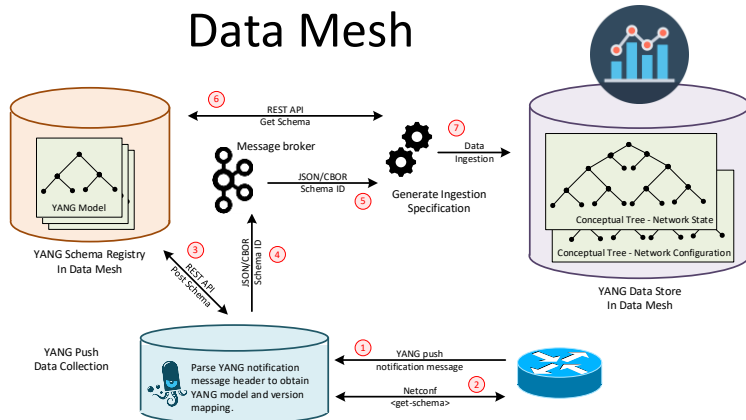 Data Mesh
6
REST API
Get Schema
Message broker
7
Data
Ingestion
JSON/CBOR
Schema ID
5
Generate Ingestion
Specification
YANG Model
YANG Schema Registry
In Data Mesh
Conceptual Tree - Network State
Conceptual Tree - Network Configuration
YANG Data Store
In Data Mesh
3
REST API
Post Schema
JSON/CBOR
Schema ID
4
YANG Push
Data Collection
Parse YANG notification
message header to obtain
YANG model and version
mapping.
1
YANG push
notification message
2
Netconf
<get-schema>